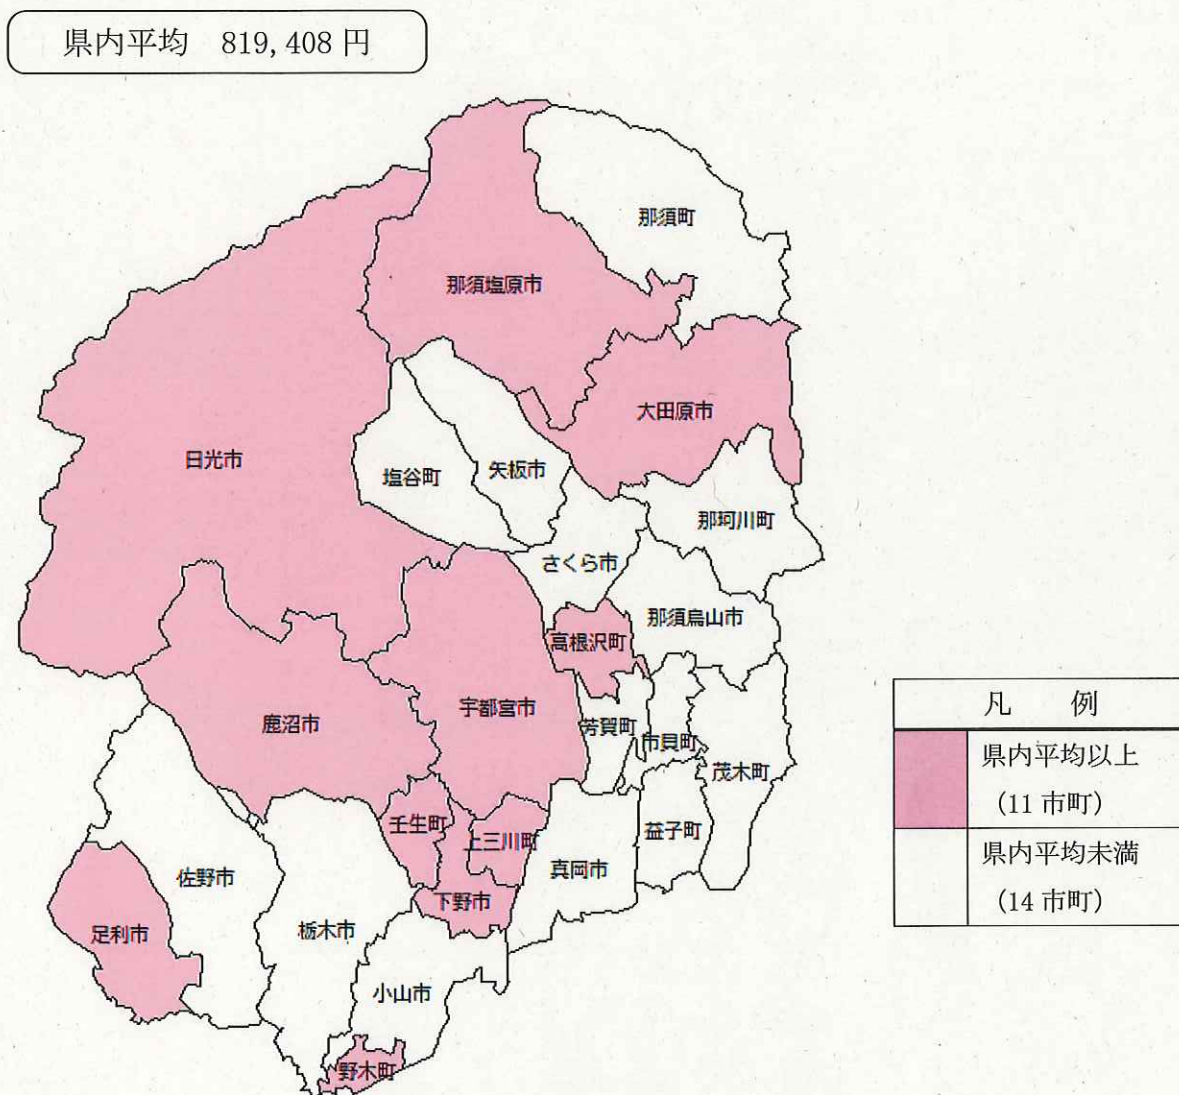 県内平均 819,408 円
那須町
那須塩原市
大田原市
日光市
塩谷町
矢板市
那珂川町
さくら市
那須烏山市
高根沢町
宇都宮市
鹿沼市
芳賀町
市貝町
茂木町
壬生町
上三川町
益子町
真岡市
佐野市
下野市
足利市
栃木市
小山市
野木町
凡 例
県内平均以上
(11 市町)
県内平均未満
(14 市町)